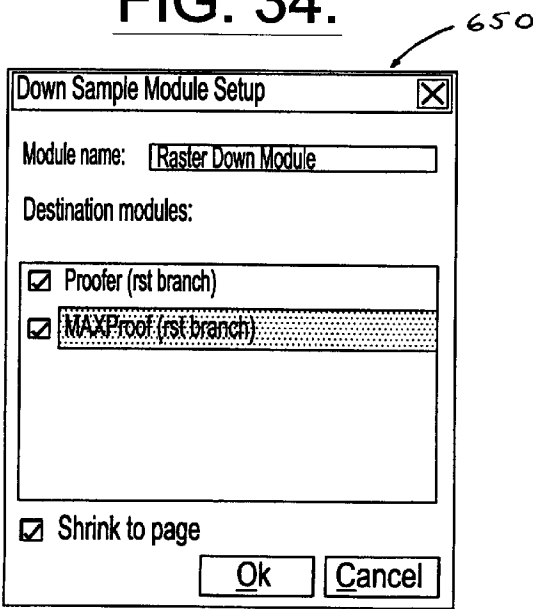 FIG. 34.
650
Down Sample Module Setup
Module name: Raster Down Module
Destination modules:
Proofer (rst branch)
MAXProof (rst branch)
Shrink to page
Ok Cancel